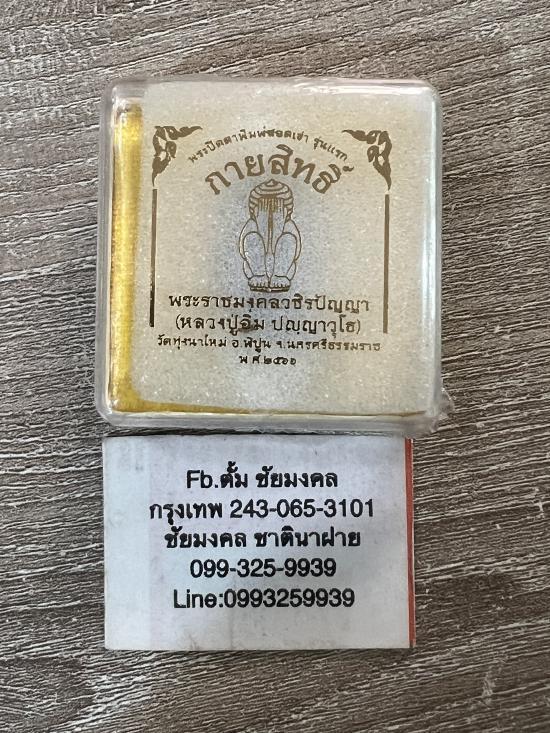 พระปิดตาพิมพ์สอดเข่า รุ่นแรก
กายสิทธิ์
พระราชมงคลวชิรปัญญา
(หลวงปู่อิ่ม ปญฺญาวุโธ)
วัดทุ่งนาใหม่ อ.พิปูน จ.นครศรีธรรมราช
พ.ศ.๒๕๖๖
Fb.ตั้ม ชัยมงคล
กรุงเทพ 243-065-3101
ชัยมงคล ชาตินาฝาย
099-325-9939
Line:0993259939